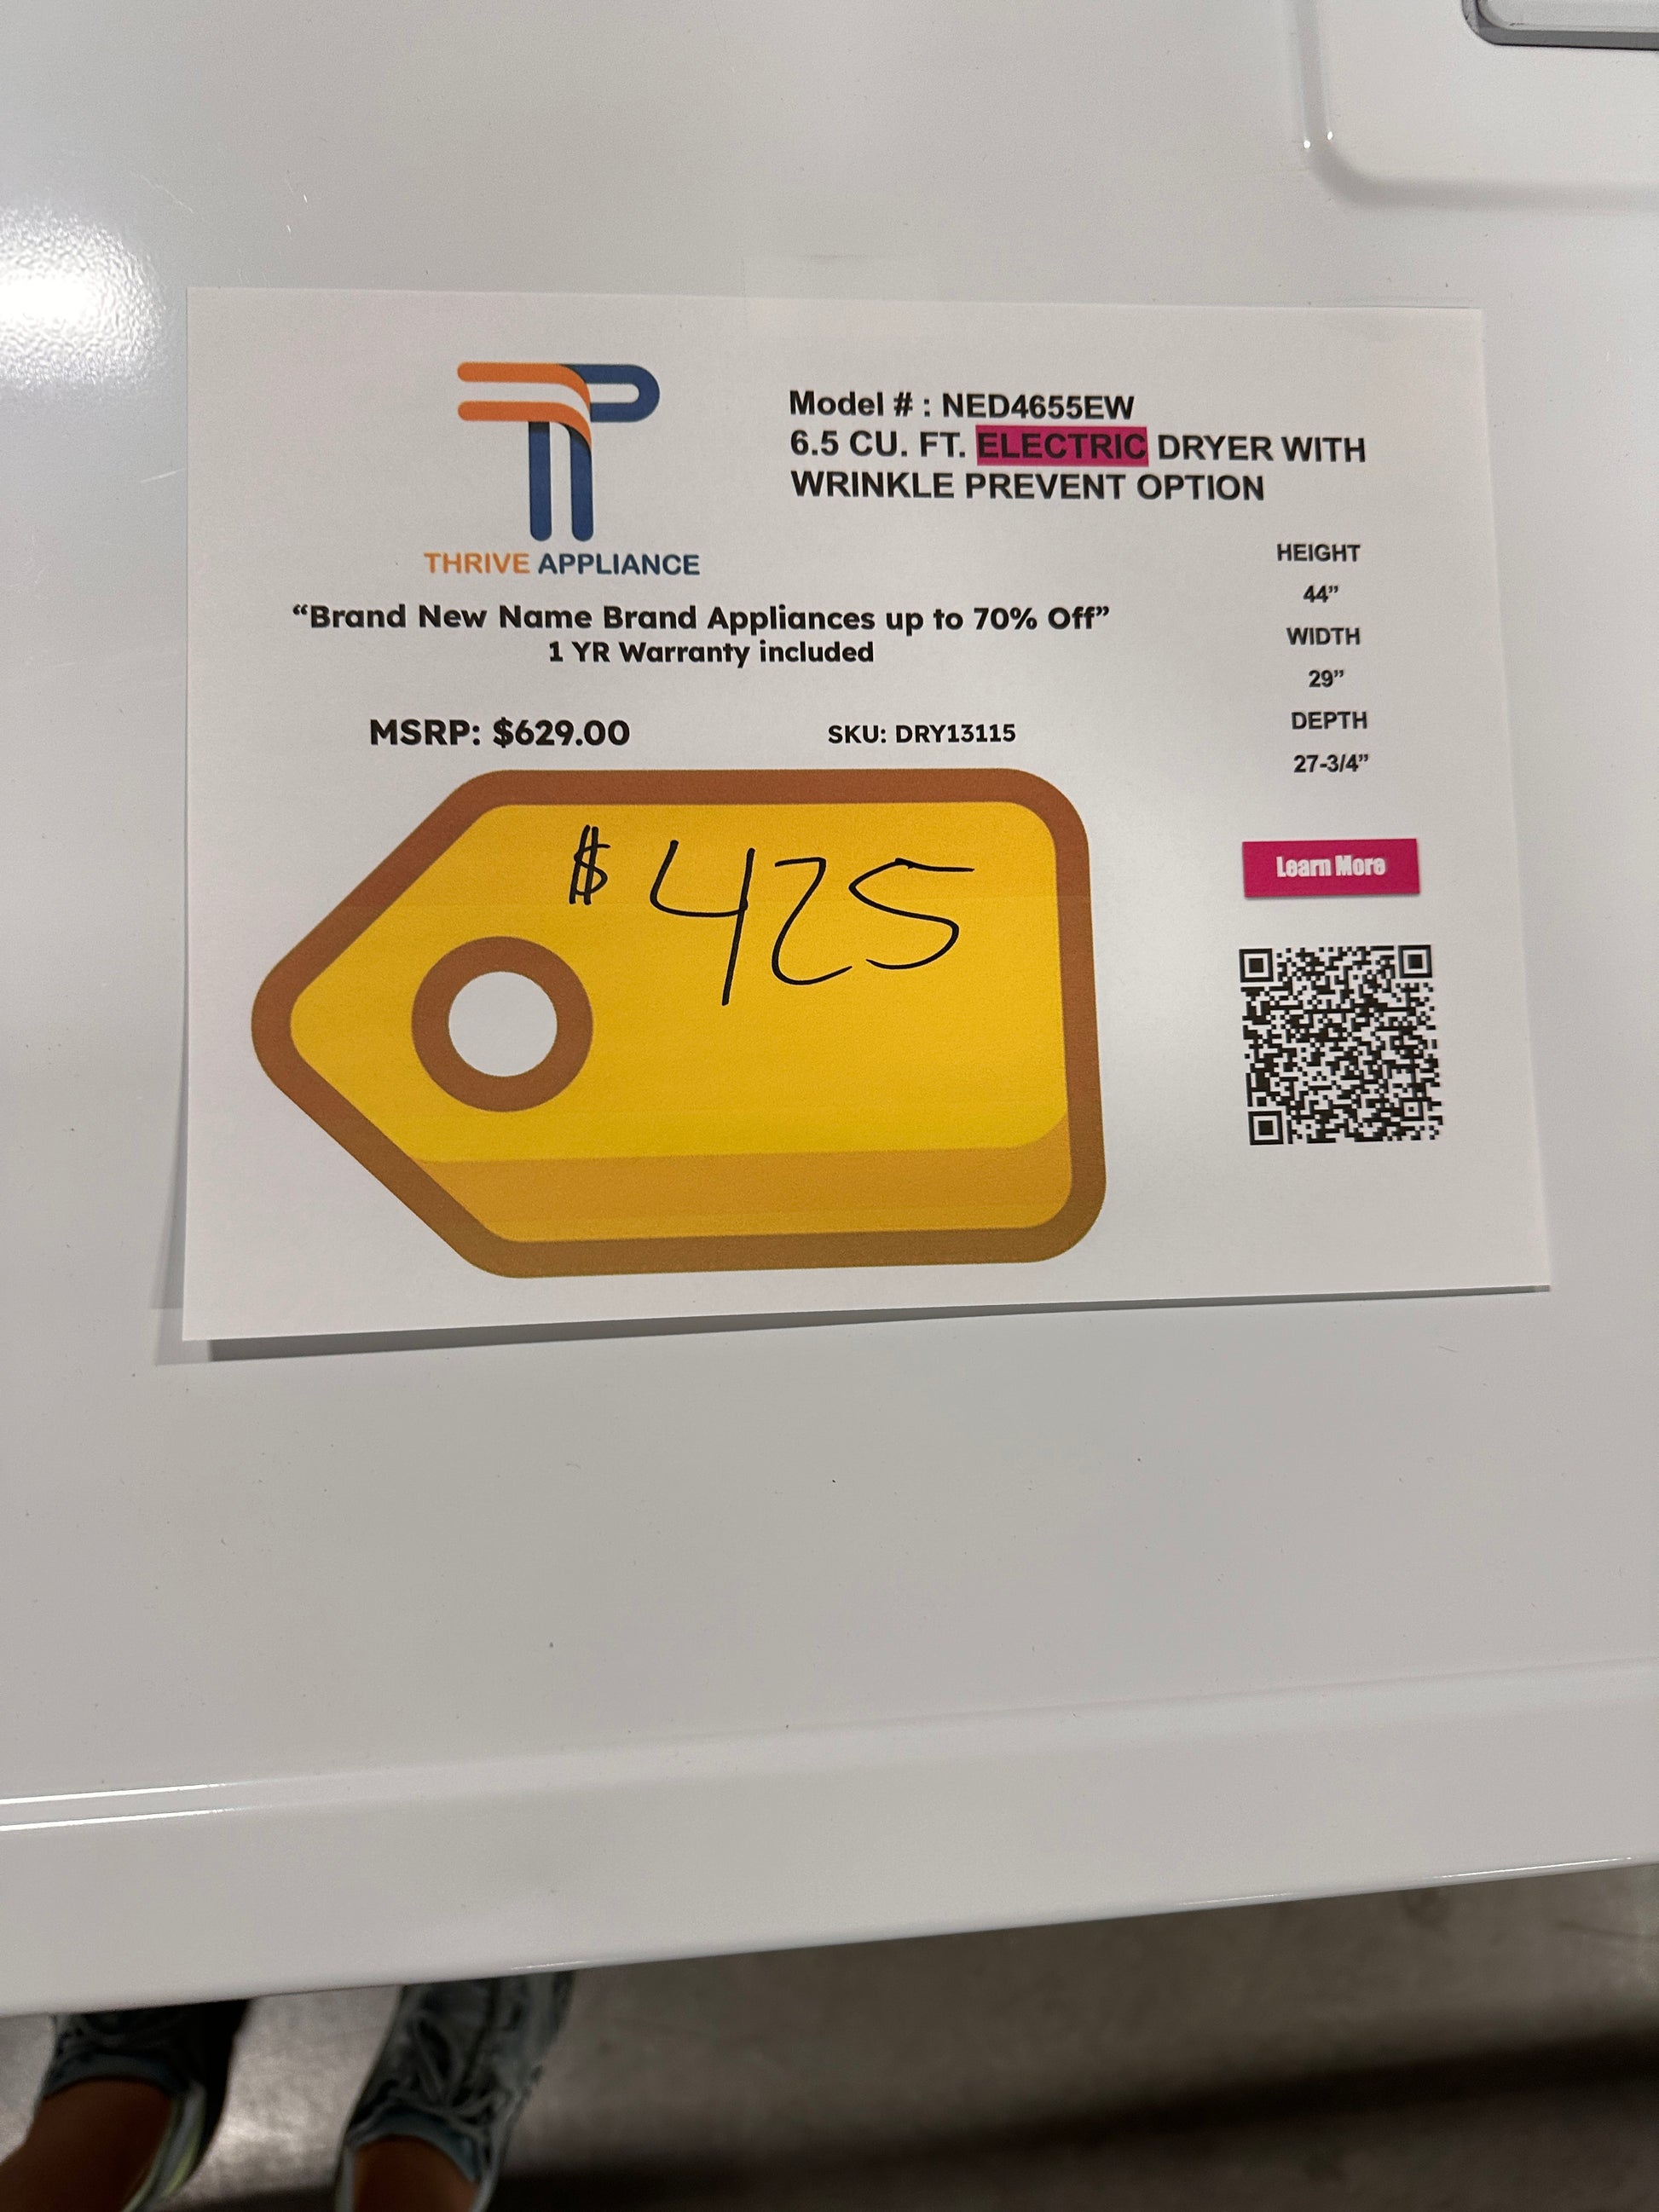 THRIVE APPLIANCE
Model # : NED4655EW
6.5 CU. FT. ELECTRIC DRYER WITH
WRINKLE PREVENT OPTION
“Brand New Name Brand Appliances up to 70% Off”
1 YR Warranty included
MSRP: $629.00
SKU: DRY13115
HEIGHT
44”
WIDTH
29”
DEPTH
27-3/4”
$425
Learn More